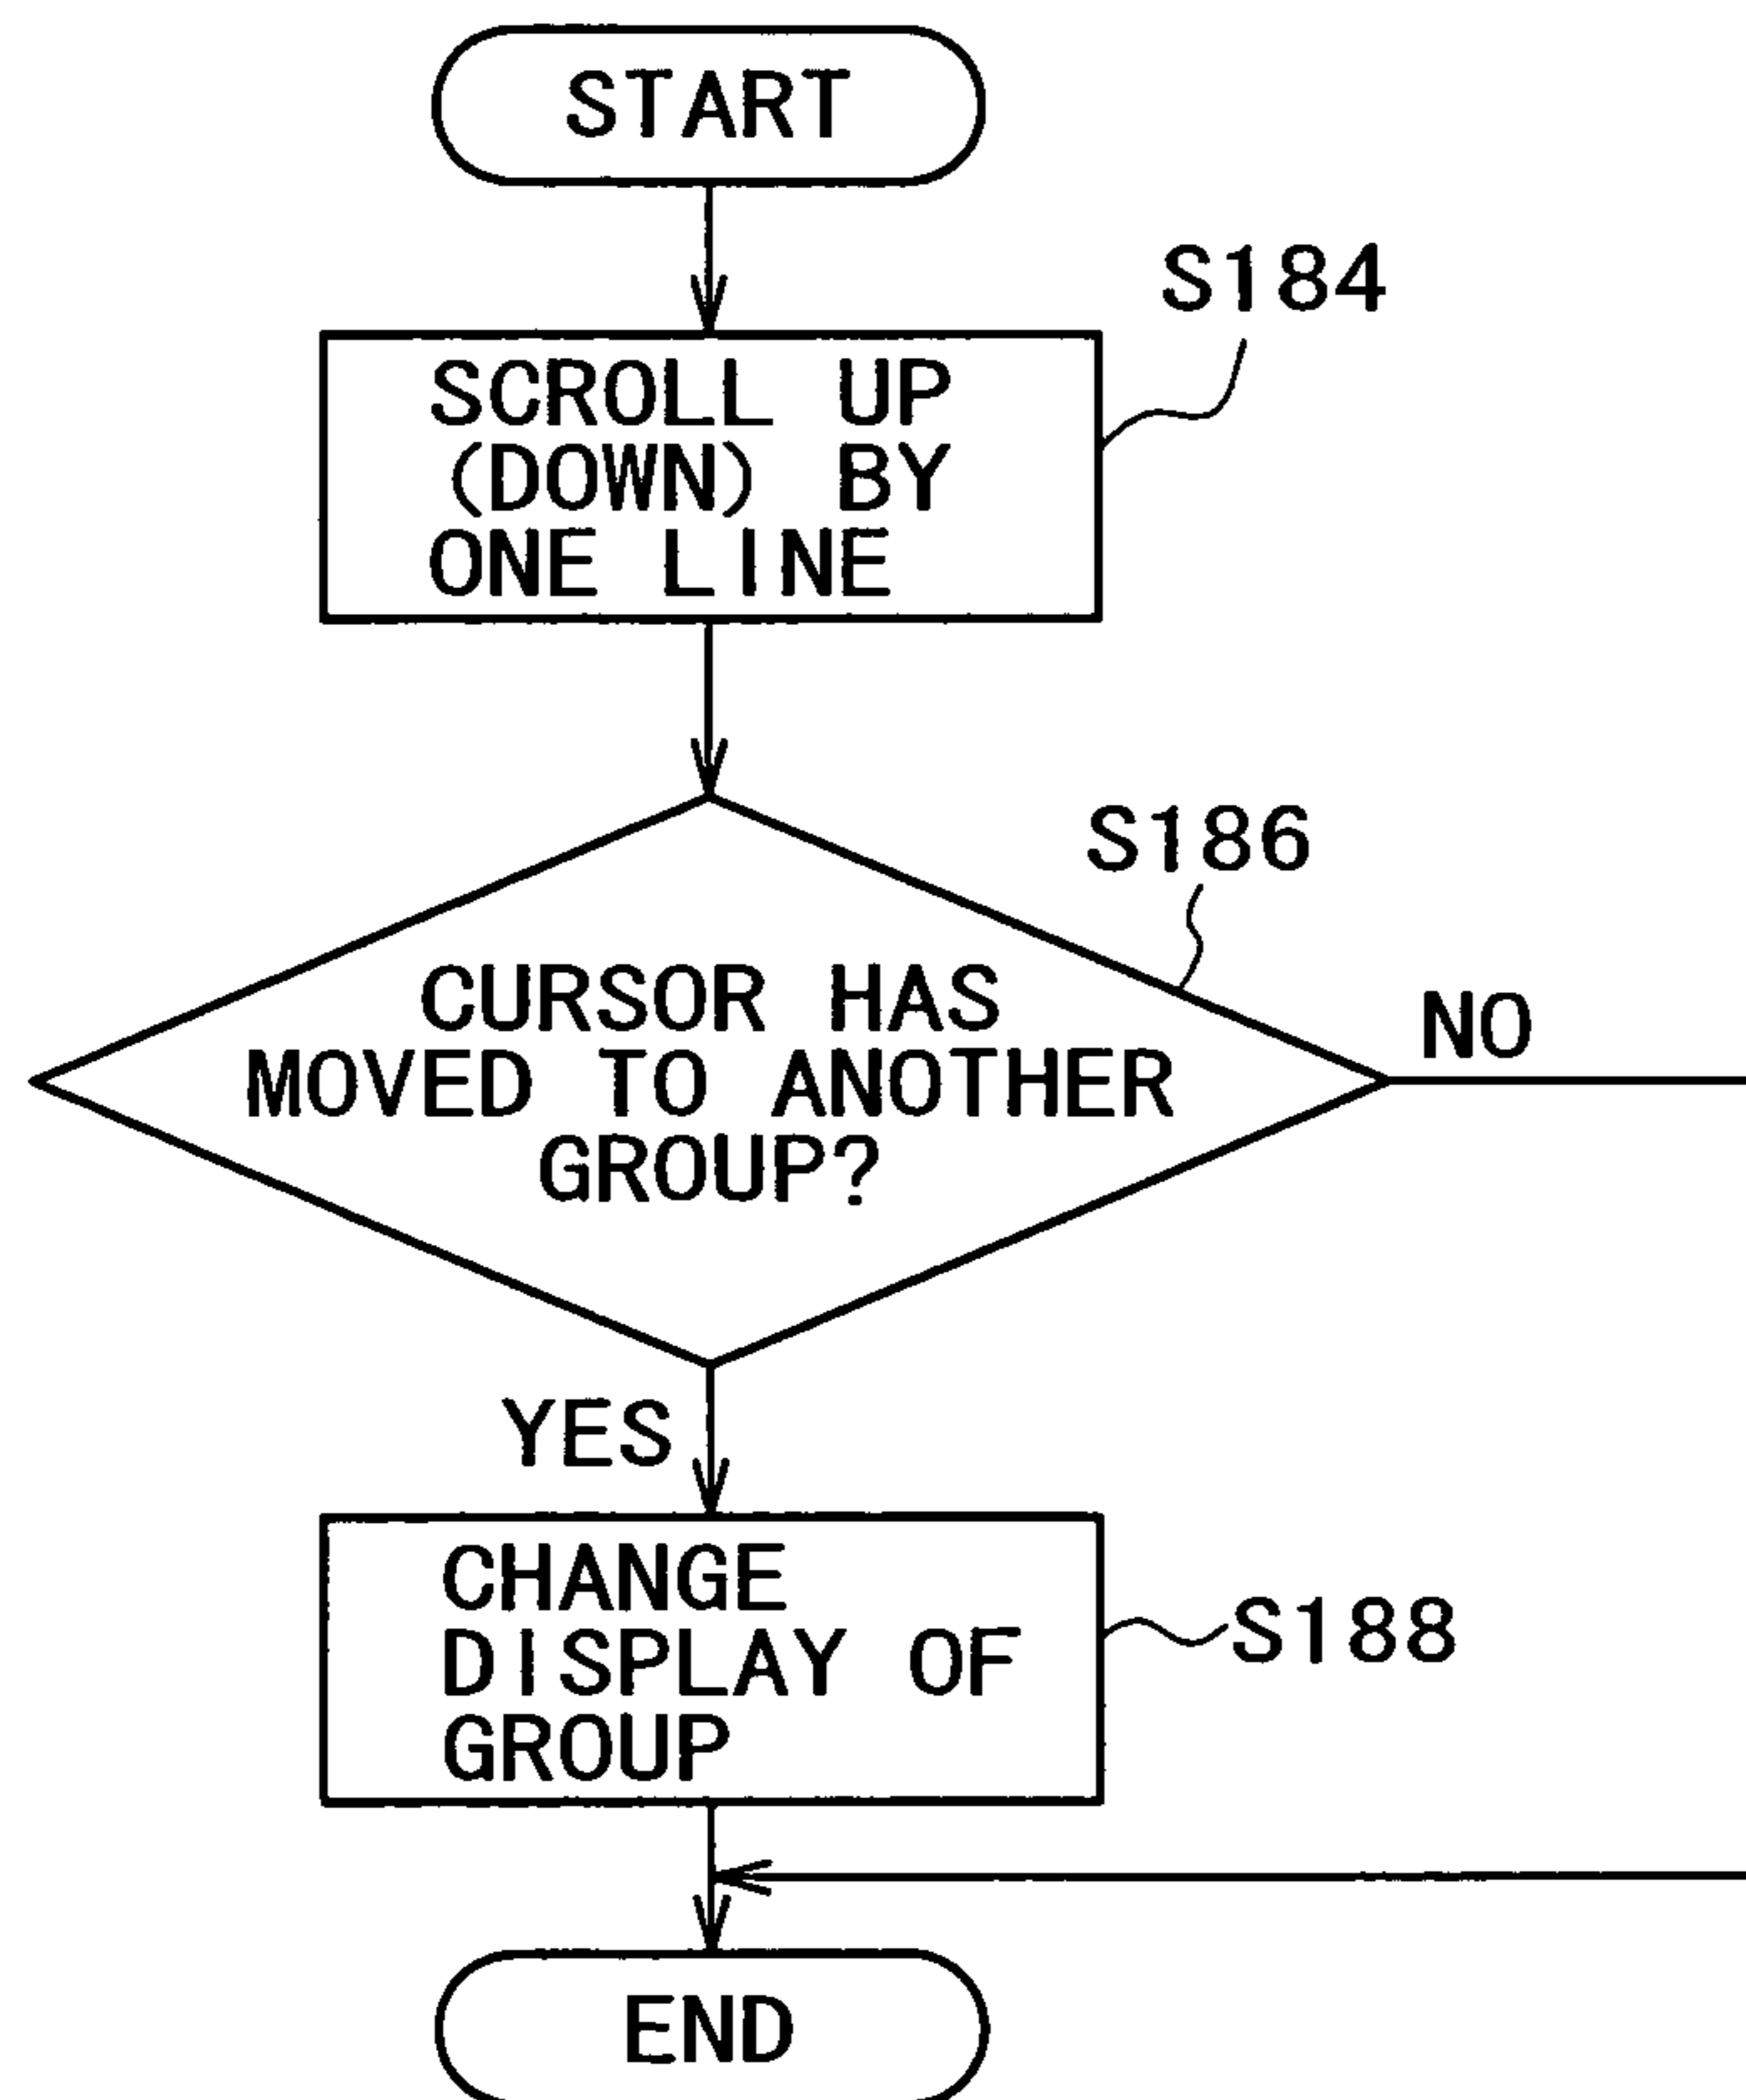 START
S184
SCROLL UP
(DOWN) BY
ONE LINE
S186
CURSOR HAS
MOVED TO ANOTHER
GROUP?
NO
YES
CHANGE
DISPLAY OF
GROUP
S188
END